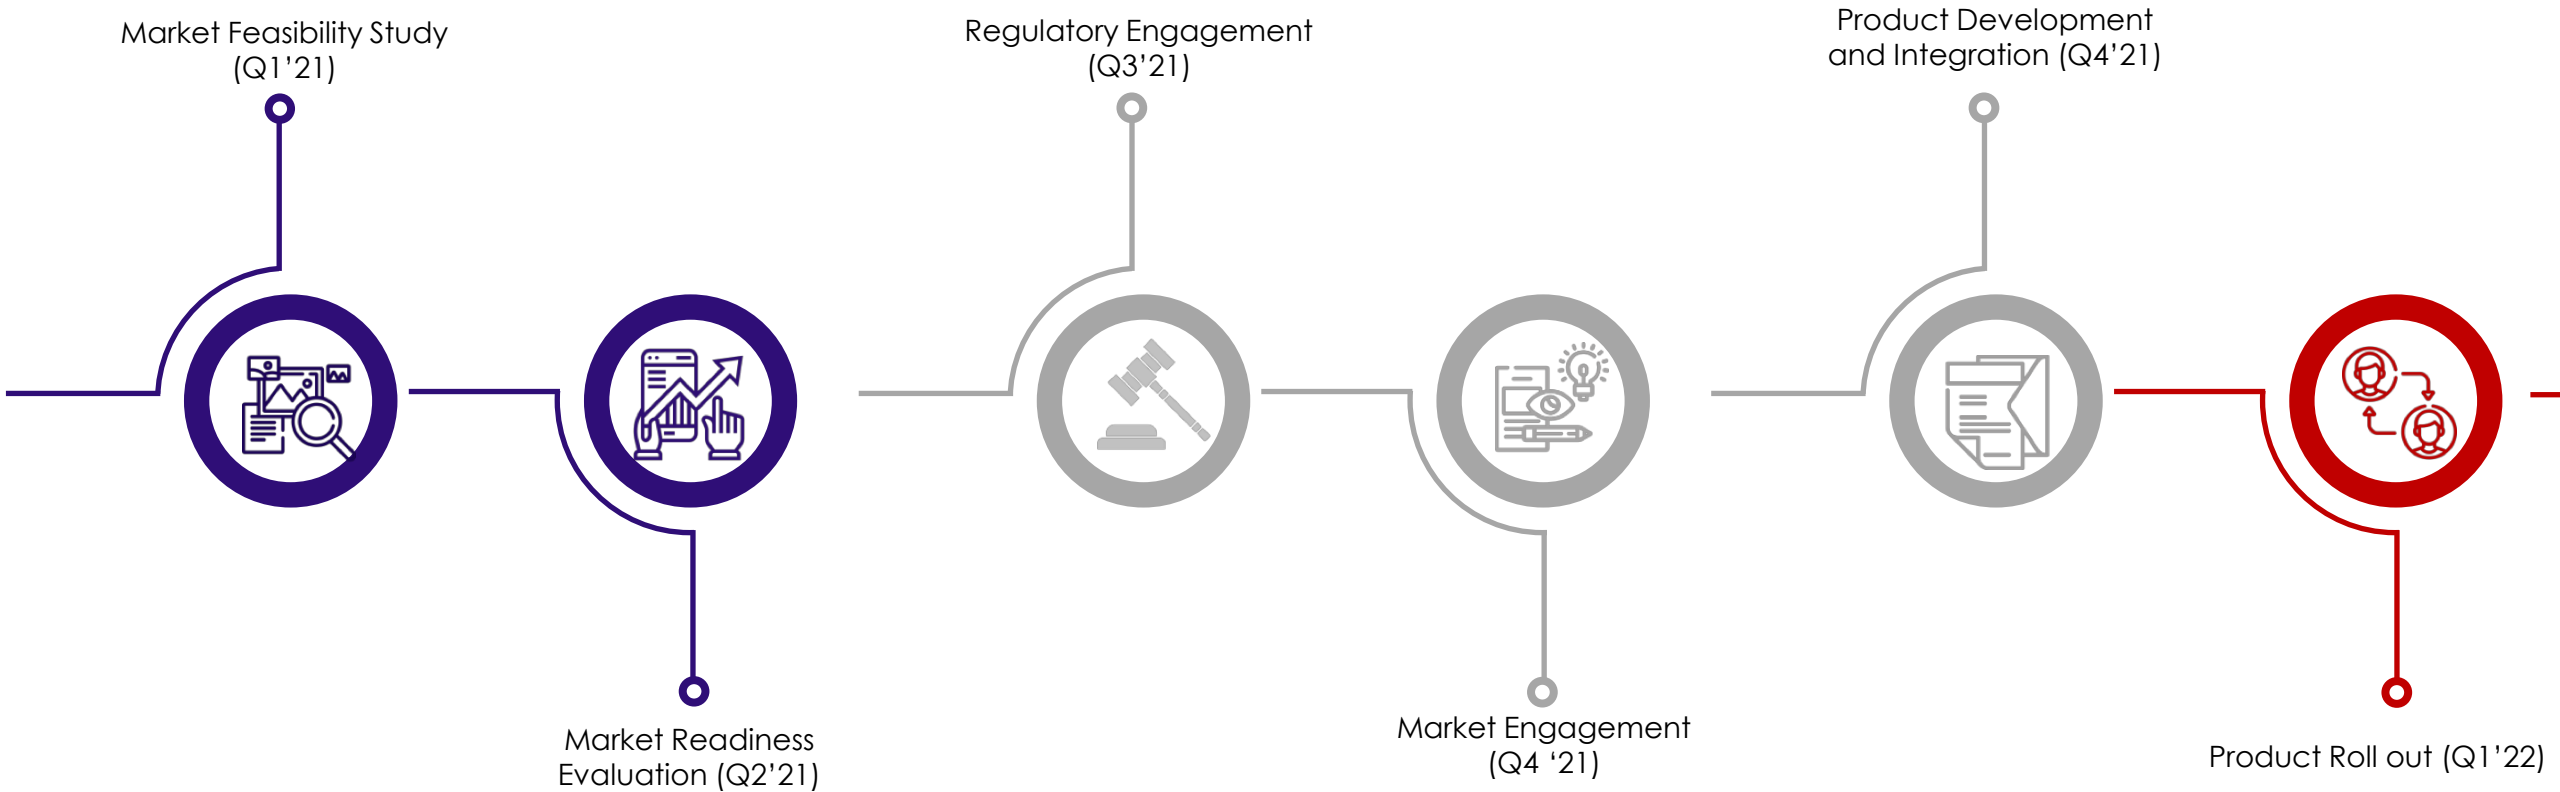 Market Feasibility Study
(Q1’21)
Market Readiness
Evaluation (Q2’21)
Regulatory Engagement
(Q3’21)
Market Engagement
(Q4 ‘21)
Product Development
and Integration (Q4’21)
Product Roll out (Q1’22)